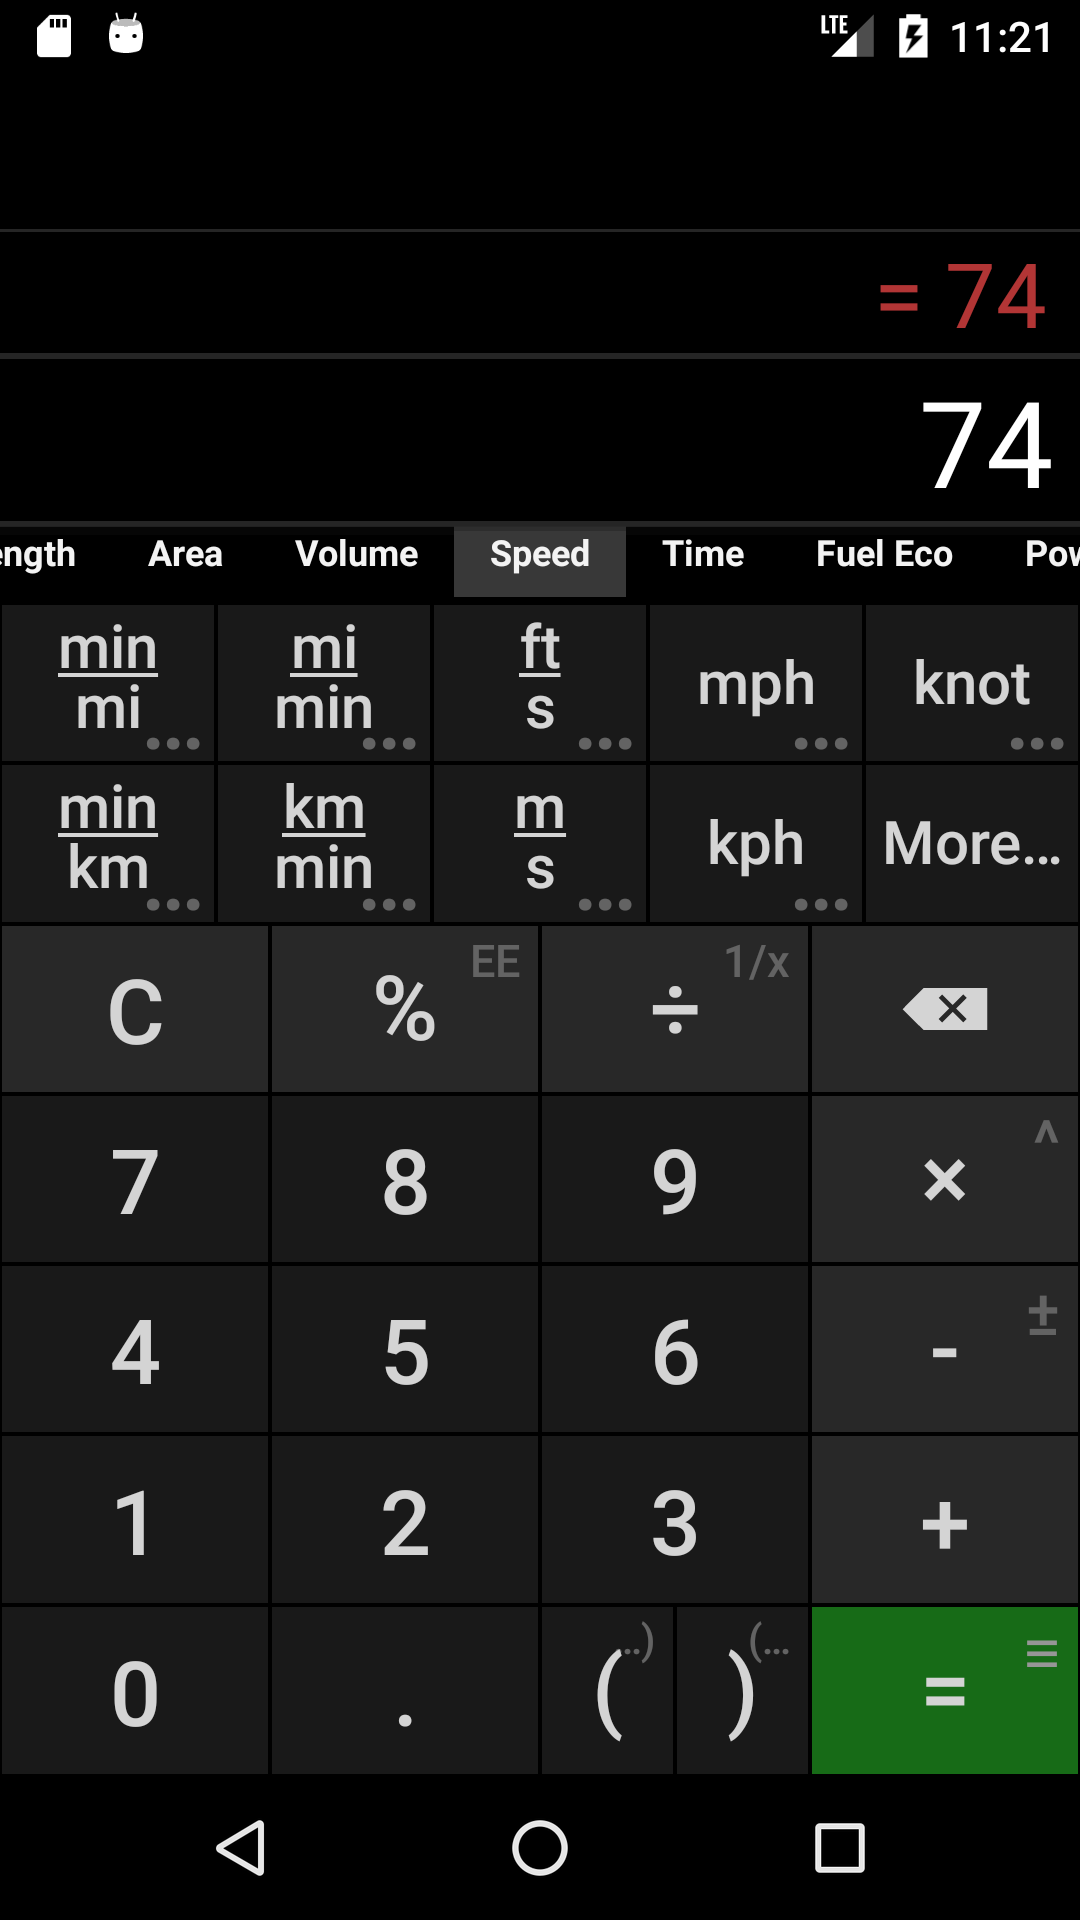 LTE 11:21
= 74
74
ength Area Volume Speed Time Fuel Eco Pow
min/mi mi/min ft/s mph knot
min/km km/min m/s kph More...
C % EE ÷ 1/x
7 8 9 × ^
4 5 6 - ±
1 2 3 +
0 . ( ..) ) (... =